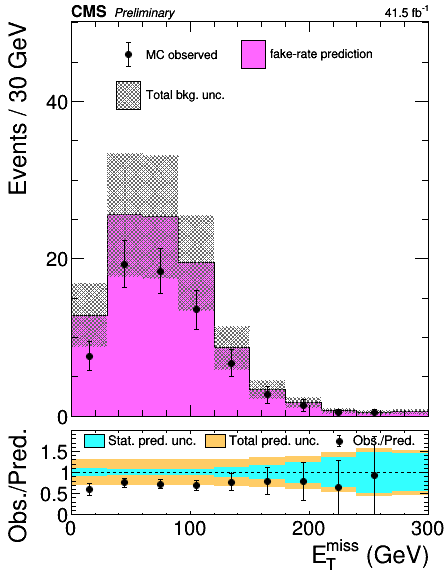 CMS Preliminary 41.5 fb⁻¹
Events / 30 GeV
MC observed
fake-rate prediction
Total bkg. unc.
40
20
0
Obs./Pred.
Stat. pred. unc.
Total pred. unc.
Obs./Pred.
1.5
1
0.5
0
0 100 200 300
E_T^miss (GeV)